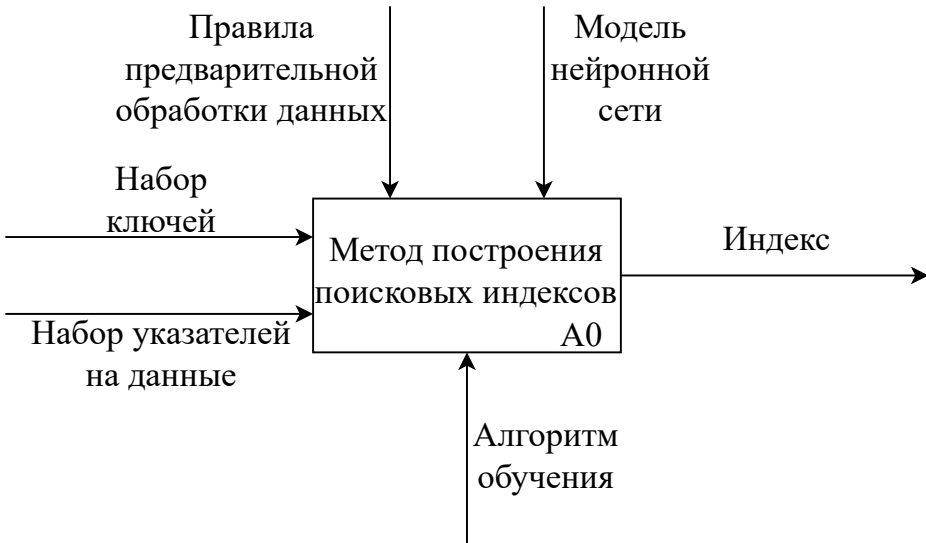 Правила
предварительной
обработки данных
Модель
нейронной
сети
Набор
ключей
Метод построения
поисковых индексов
A0
Индекс
Набор указателей
на данные
Алгоритм
обучения